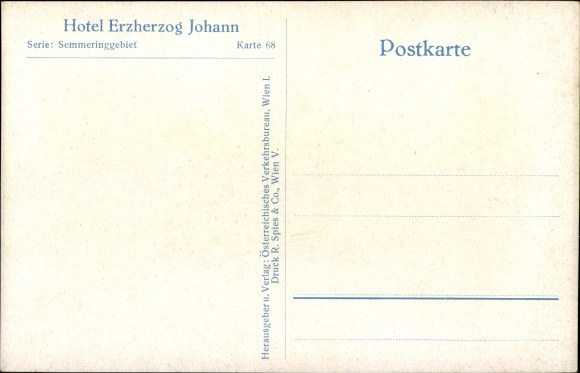 Hotel Erzherzog Johann
Serie: Semmeringgebiet Karte 68
Herausgeber u. Verlag: Österreichisches Verkehrsbureau, Wien I.
Druck R. Spies & Co., Wien V.
Postkarte